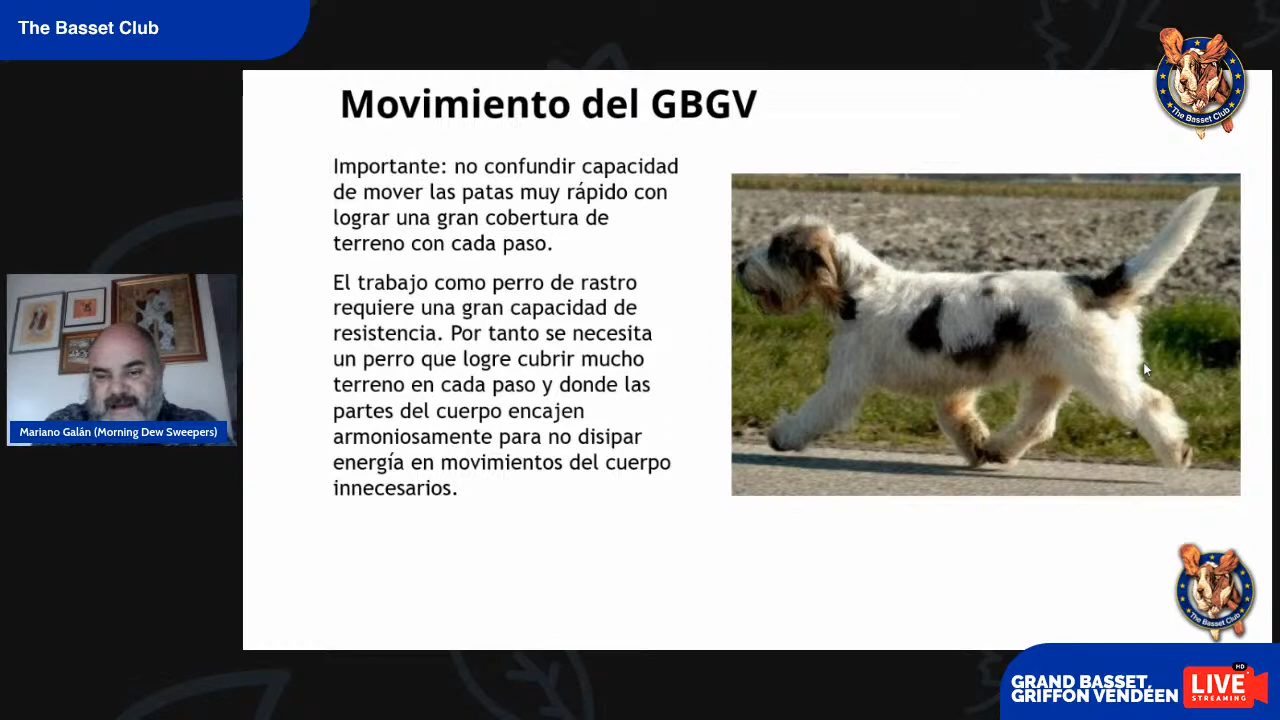 The Basset Club
Movimiento del GBGV
The Basset Club
Importante: no confundir capacidad
de mover las patas muy rápido con
lograr una gran cobertura de
terreno con cada paso.
El trabajo como perro de rastro
requiere una gran capacidad de
resistencia. Por tanto se necesita
un perro que logre cubrir mucho
terreno en cada paso y donde las
partes del cuerpo encajen
armoniosamente para no disipar
energía en movimientos del cuerpo
innecesarios.
Mariano Galán (Morning Dew Sweepers)
The Basset Club
GRAND BASSET
GRIFFON VENDÉEN
HD
LIVE
STREAMING